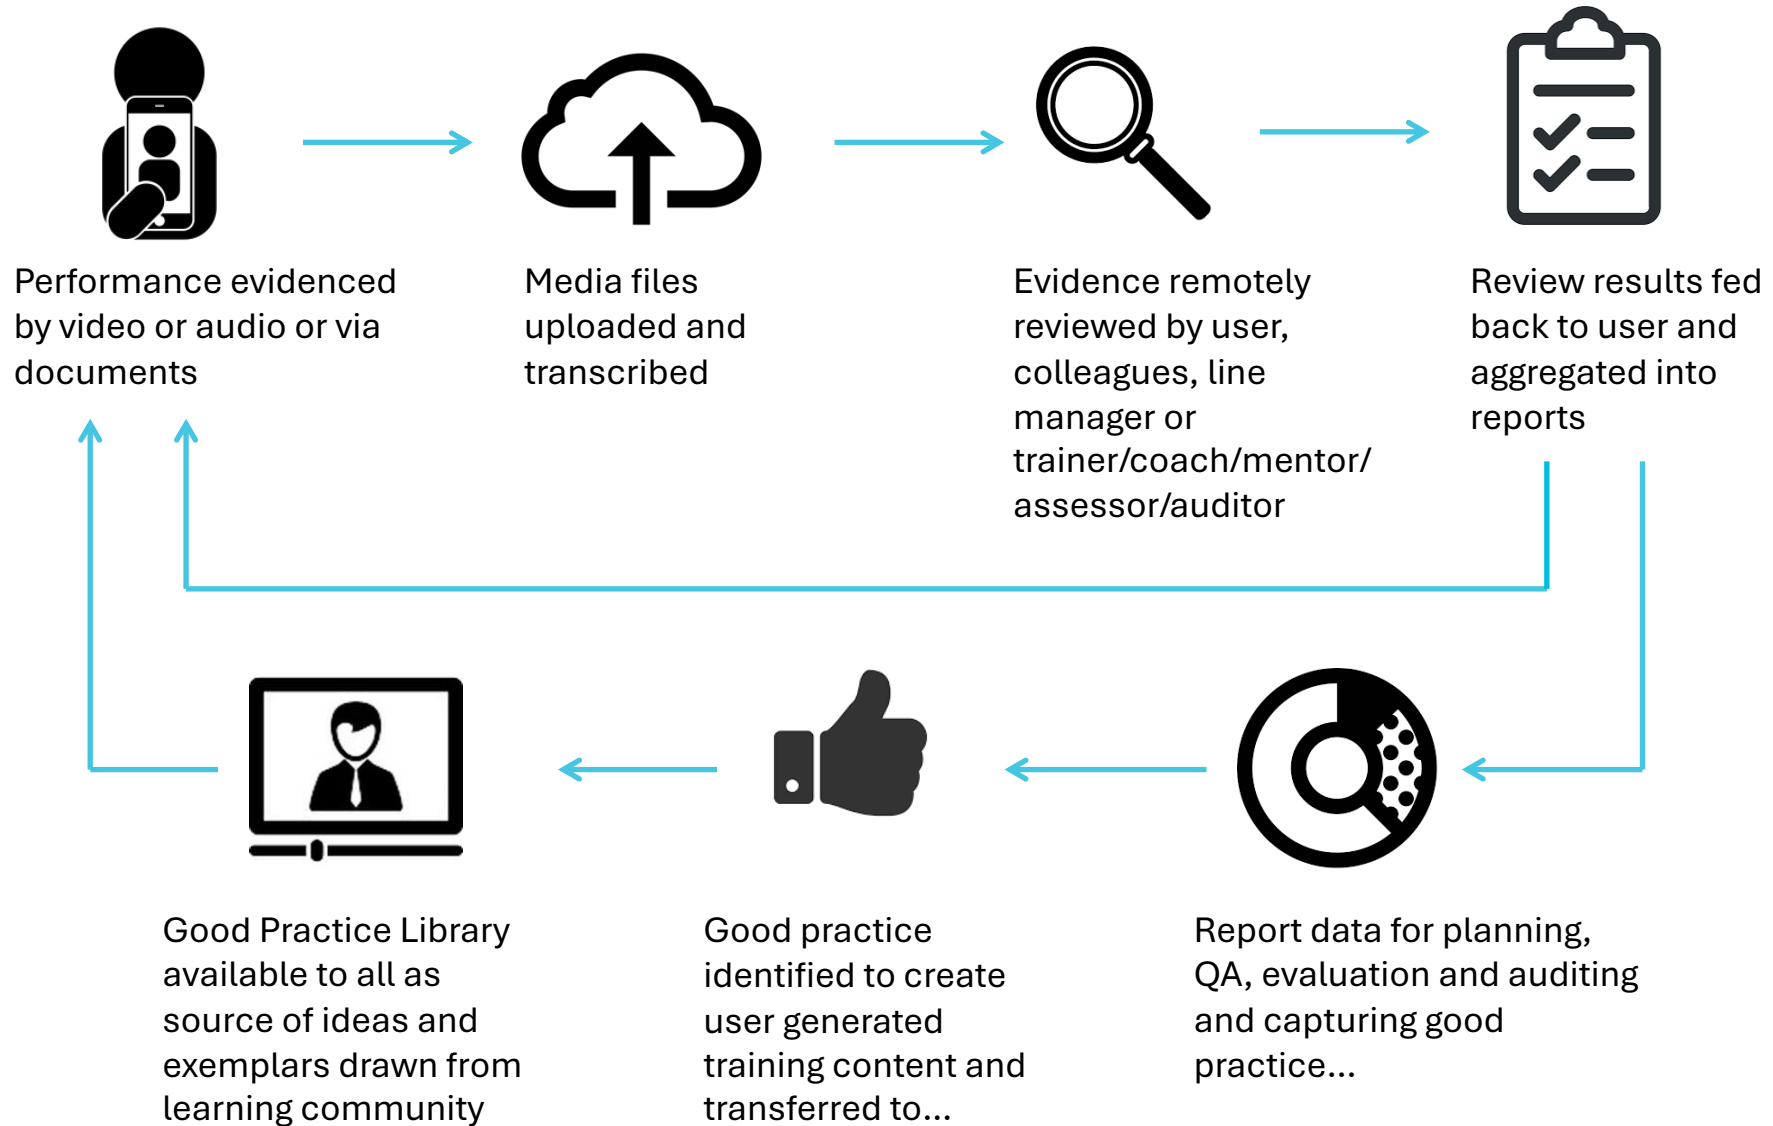 Performance evidenced
by video or audio or via
documents
Media files
uploaded and
transcribed
Evidence remotely
reviewed by user,
colleagues, line
manager or
trainer/coach/mentor/
assessor/auditor
Review results fed
back to user and
aggregated into
reports
Good Practice Library
available to all as
source of ideas and
exemplars drawn from
learning community
Good practice
identified to create
user generated
training content and
transferred to...
Report data for planning,
QA, evaluation and auditing
and capturing good
practice...